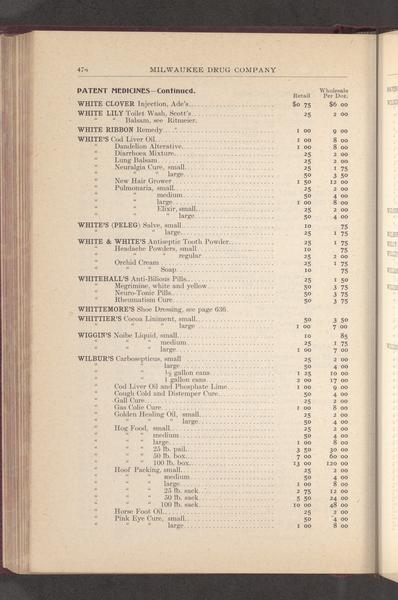 MILWAUKEE DRUG COMPANY
PATENT MEDICINES—Continued.
Retail Wholesale Per Doz.
WHITE CLOVER Injection, Ade's $0 75 $6 00
WHITE LILY Toilet Wash, Scott's 25 2 00
" " Balsam, see Ritmeier.
WHITE RIBBON Remedy 1 00 9 00
WHITE'S Cod Liver Oil 1 00 8 00
" Dandelion Alterative 1 00 8 00
" Diarrhoea Mixture 25 2 00
" Lung Balsam 25 2 00
" Neuralgia Cure, small 25 1 75
" " " large 50 3 50
" New Hair Grower 1 50 12 00
" Pulmonaria, small 25 2 00
" " medium 50 4 00
" " large 1 00 8 00
" " Elixir, small 25 2 00
" " " large 50 4 00
WHITE'S (PELEG) Salve, small 10 75
" " " large 25 1 75
WHITE & WHITE'S Antiseptic Tooth Powder 25 1 75
" " Headache Powders, small 10 75
" " " " regular 25 2 00
" " Orchid Cream 25 1 75
" " " Soap 10 75
WHITEHALL'S Anti-Bilious Pills 25 1 50
" Megrimine, white and yellow 50 3 75
" Neuro-Tonic Pills 50 3 75
" Rheumatism Cure 50 3 75
WHITTEMORE'S Shoe Dressing, see page 636.
WHITTIER'S Cocoa Liniment, small 50 3 50
" " " large 1 00 7 00
WIGGIN'S Noibe Liquid, small 10 85
" " " medium 25 1 75
" " " large 1 00 7 00
WILBUR'S Carbosepticus, small 25 2 00
" " large 50 4 00
" " ½ gallon cans 1 25 10 00
" " 1 gallon cans 2 00 17 00
" Cod Liver Oil and Phosphate Lime 1 00 9 00
" Cough Cold and Distemper Cure 50 4 00
" Gall Cure 25 2 00
" Gas Colic Cure 1 00 8 00
" Golden Healing Oil, small 25 2 00
" " " " large 50 4 00
" Hog Food, small 25 2 00
" " " medium 50 4 00
" " " large 1 00 8 00
" " " 25 lb. pail 3 50 30 00
" " " 50 lb. box 7 00 60 00
" " " 100 lb. box 13 00 120 00
" Hoof Packing, small 25 2 00
" " " medium 50 4 00
" " " large 1 00 8 00
" " " 25 lb. sack 2 75 12 00
" " " 50 lb. sack 5 50 24 00
" " " 100 lb. sack 10 00 48 00
" Horse Foot Oil 25 2 00
" Pink Eye Cure, small 50 4 00
" " " " large 1 00 8 00